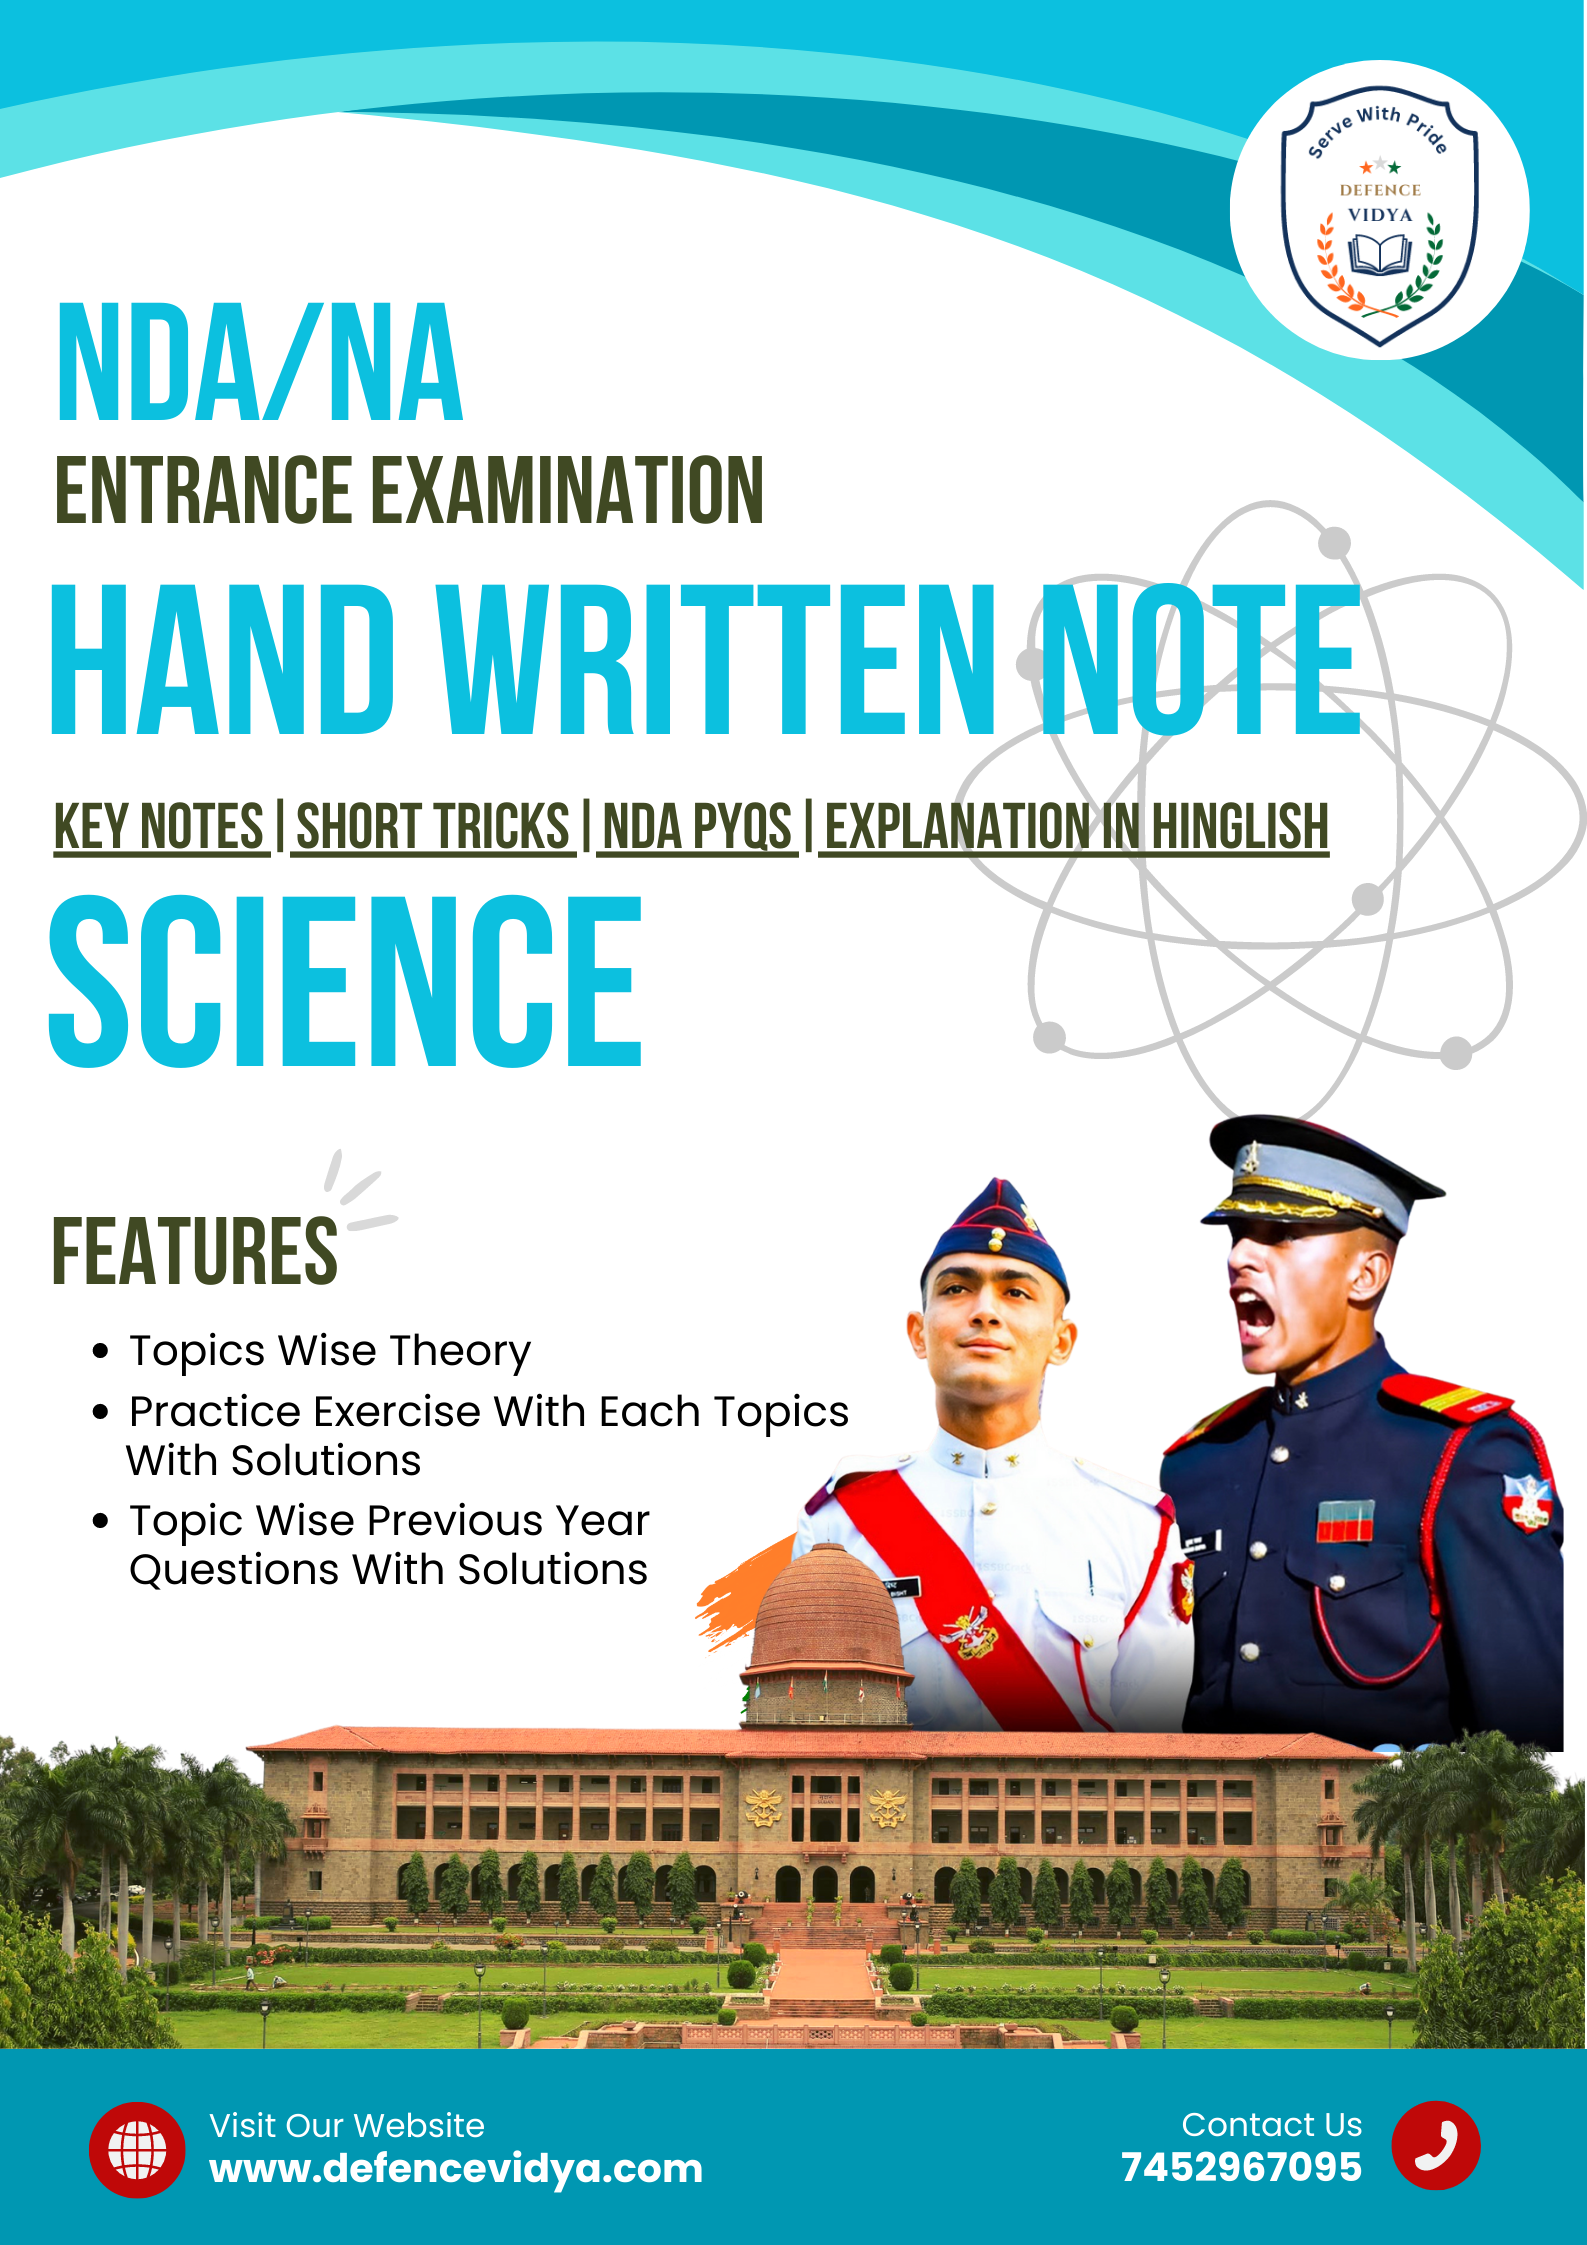 Serve With Pride
DEFENCE
VIDYA
NDA/NA
ENTRANCE EXAMINATION
HAND WRITTEN NOTE
KEY NOTES | SHORT TRICKS | NDA PYQS | EXPLANATION IN HINGLISH
SCIENCE
FEATURES
• Topics Wise Theory
• Practice Exercise With Each Topics
With Solutions
• Topic Wise Previous Year
Questions With Solutions
Visit Our Website
www.defencevidya.com
Contact Us
7452967095